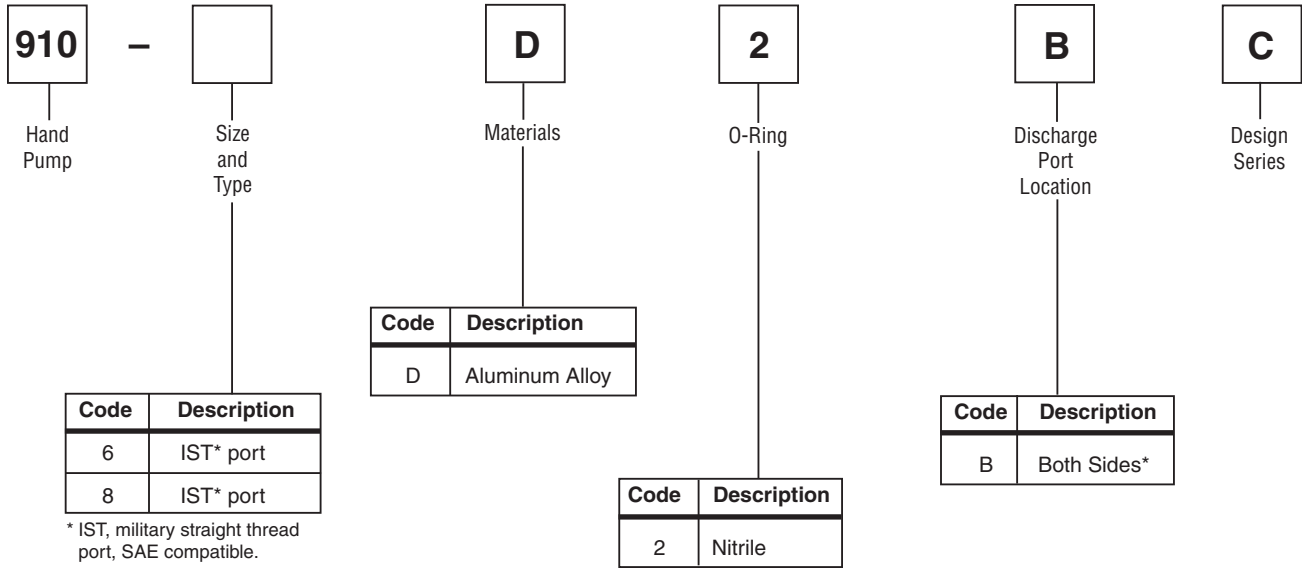 910 – D 2 B C
Hand
Pump
Size
and
Type
Materials
O-Ring
Discharge
Port
Location
Design
Series
Code Description
D Aluminum Alloy
Code Description
6 IST* port
8 IST* port
* IST, military straight thread
port, SAE compatible.
Code Description
2 Nitrile
Code Description
B Both Sides*